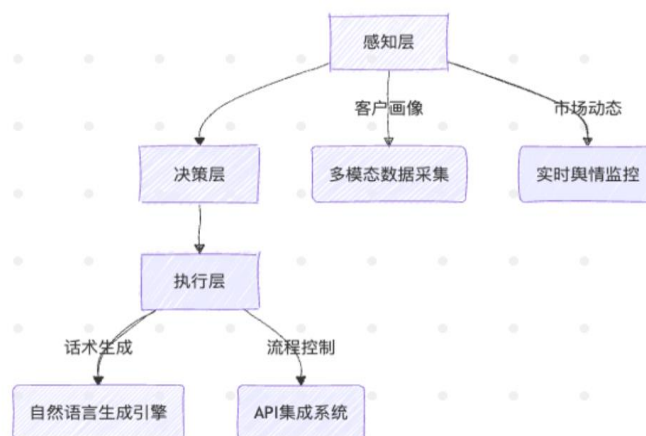 感知层
客户画像
市场动态
决策层
多模态数据采集
实时舆情监控
执行层
话术生成
流程控制
自然语言生成引擎
API集成系统